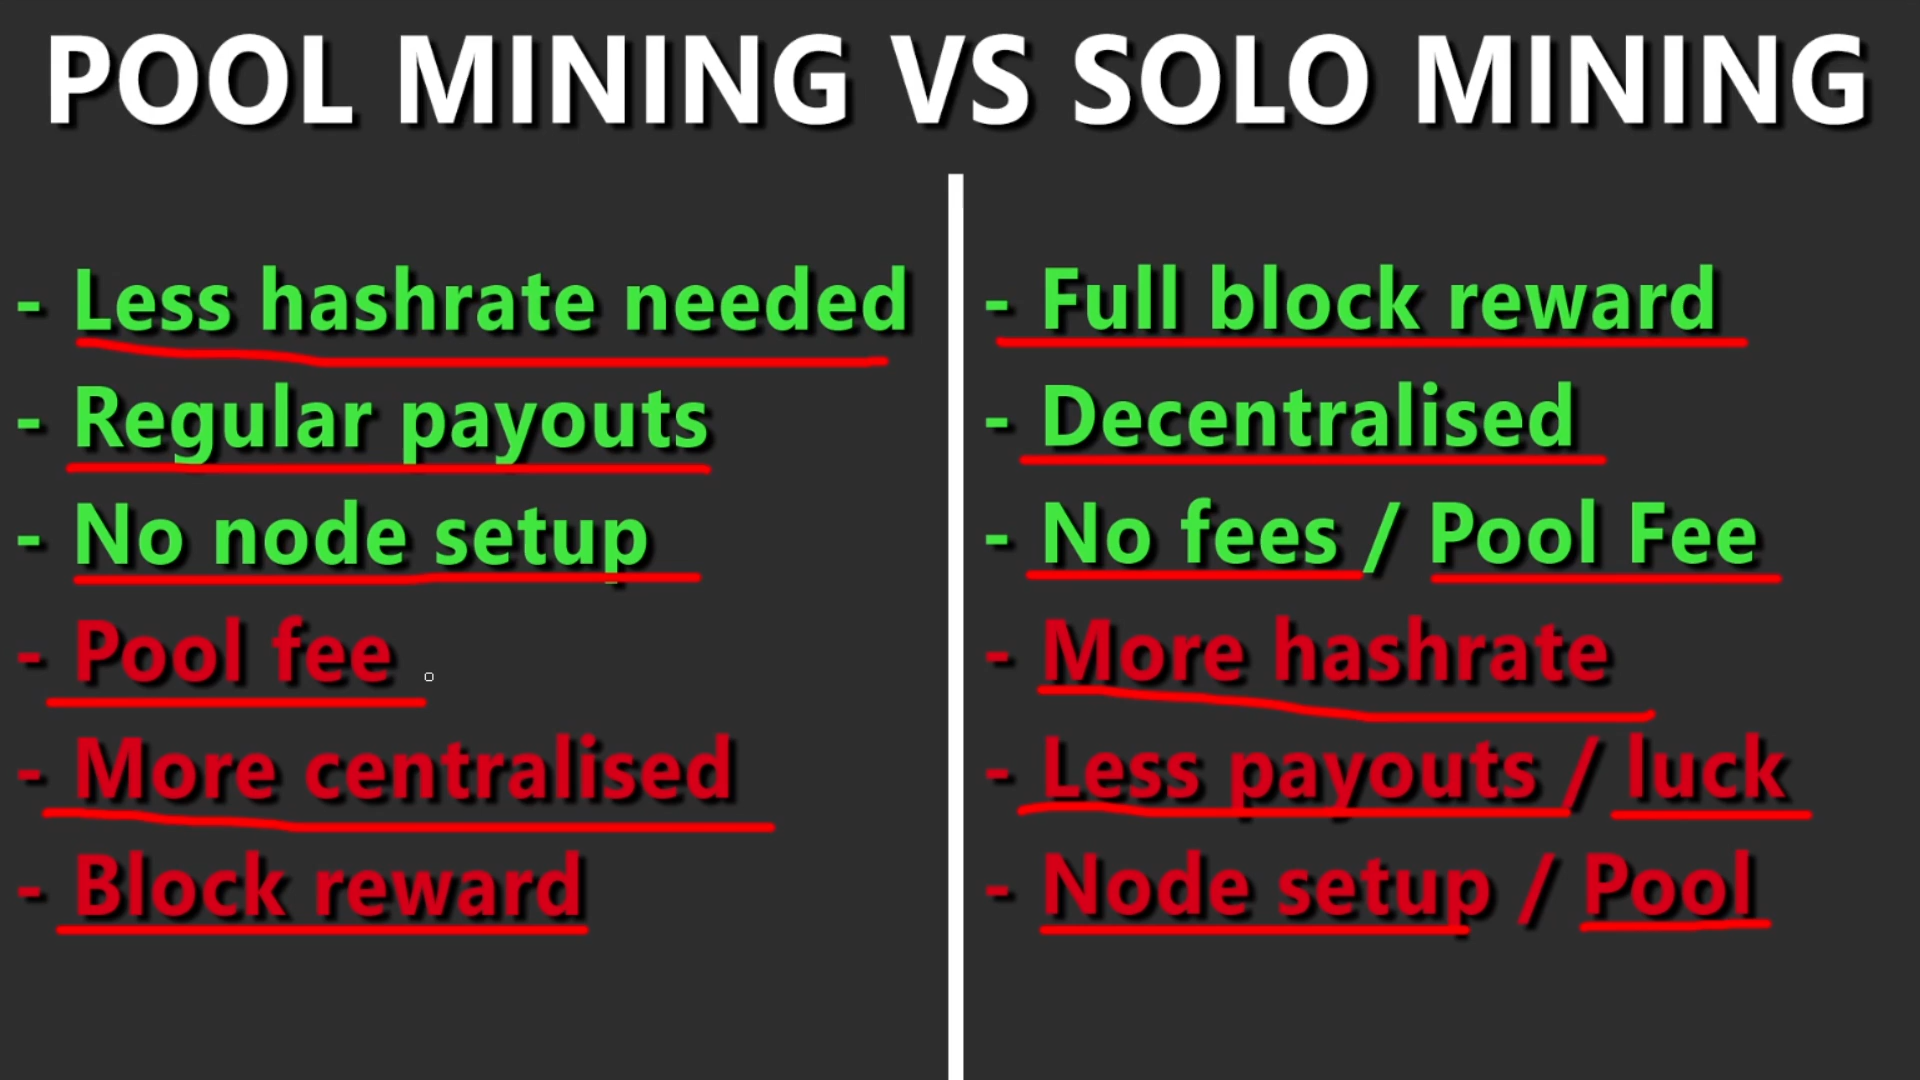 POOL MINING VS SOLO MINING
- Less hashrate needed
- Regular payouts
- No node setup
- Pool fee
- More centralised
- Block reward
- Full block reward
- Decentralised
- No fees / Pool Fee
- More hashrate
- Less payouts / luck
- Node setup / Pool